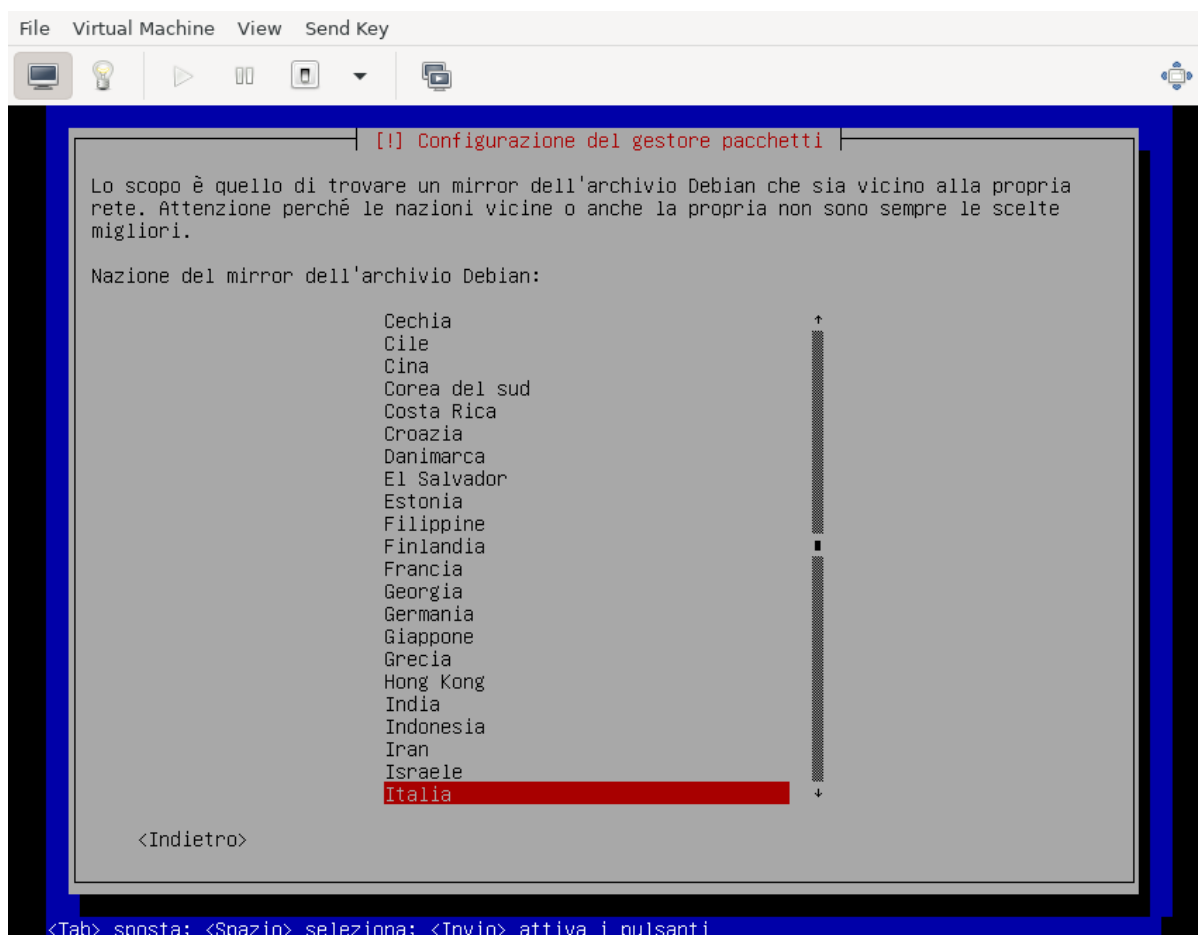 File Virtual Machine View Send Key
[!] Configurazione del gestore pacchetti
Lo scopo è quello di trovare un mirror dell'archivio Debian che sia vicino alla propria
rete. Attenzione perché le nazioni vicine o anche la propria non sono sempre le scelte
migliori.
Nazione del mirror dell'archivio Debian:
Cechia
Cile
Cina
Corea del sud
Costa Rica
Croazia
Danimarca
El Salvador
Estonia
Filippine
Finlandia
Francia
Georgia
Germania
Giappone
Grecia
Hong Kong
India
Indonesia
Iran
Israele
Italia
<Indietro>
<Tab> sposta; <Spazio> seleziona; <Invio> attiva i pulsanti